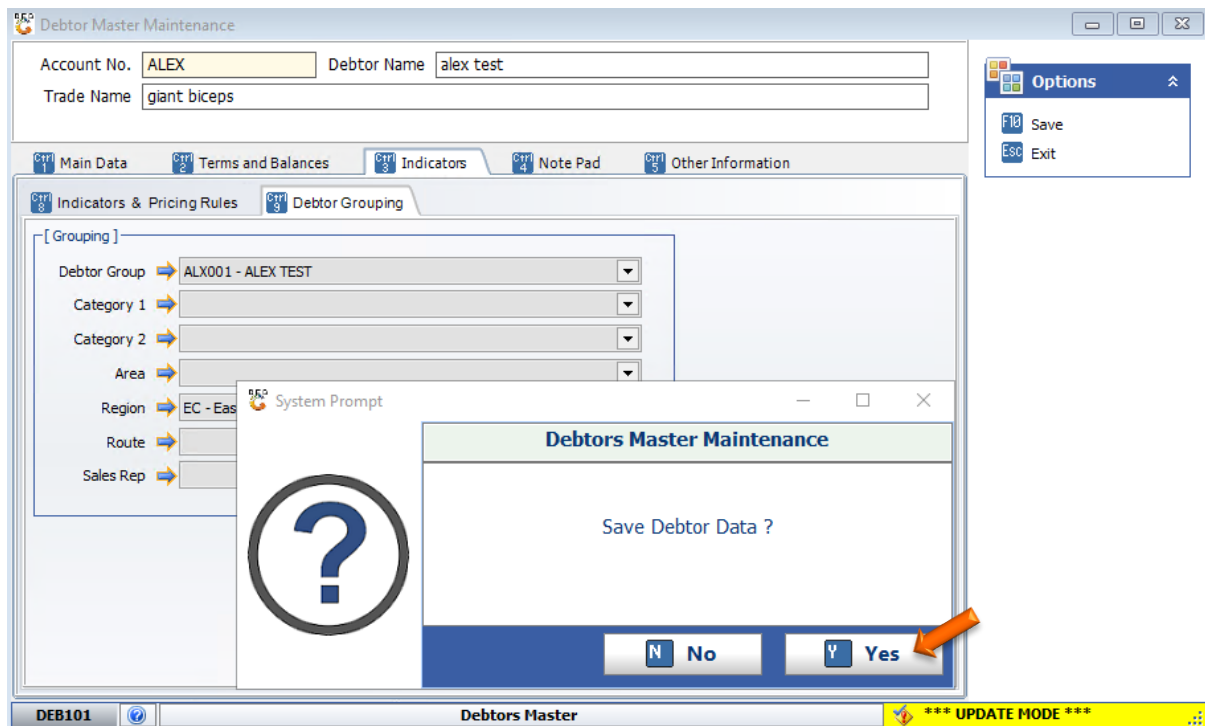 Debtor Master Maintenance
Account No. ALEX Debtor Name alex test
Trade Name giant biceps
Options
F10 Save
Esc Exit
Ctrl 1 Main Data Ctrl 2 Terms and Balances Ctrl 3 Indicators Ctrl 4 Note Pad Ctrl 5 Other Information
Ctrl 8 Indicators & Pricing Rules Ctrl 9 Debtor Grouping
[ Grouping ]
Debtor Group ALX001 - ALEX TEST
Category 1
Category 2
Area
Region EC - Eas
Route
Sales Rep
System Prompt
Debtors Master Maintenance
Save Debtor Data ?
N No Y Yes
DEB101 Debtors Master *** UPDATE MODE ***